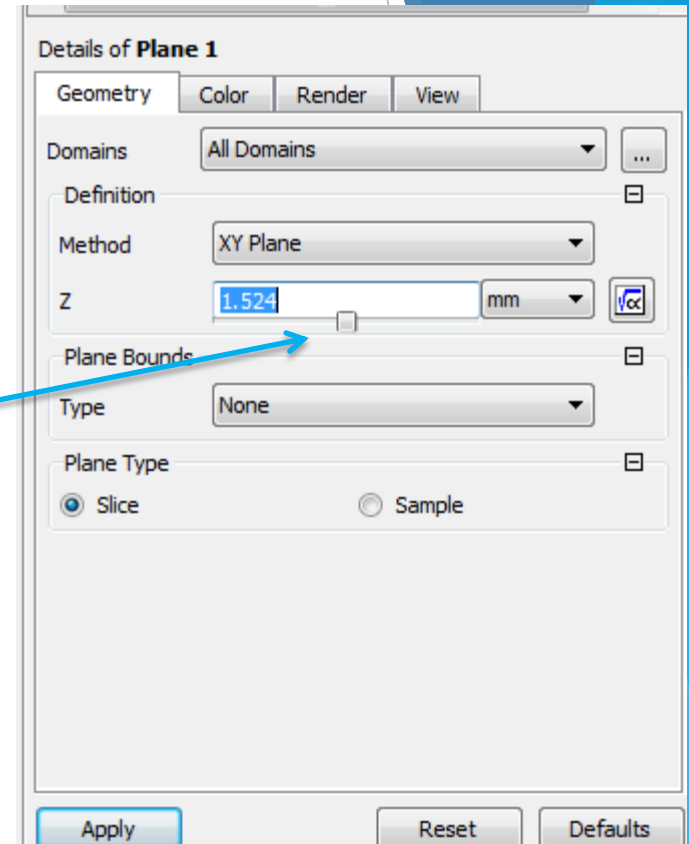 Details of Plane 1
Geometry Color Render View
Domains All Domains ...
Definition
Method XY Plane
Z 1.524 mm
Plane Bounds
Type None
Plane Type
Slice Sample
Apply Reset Defaults